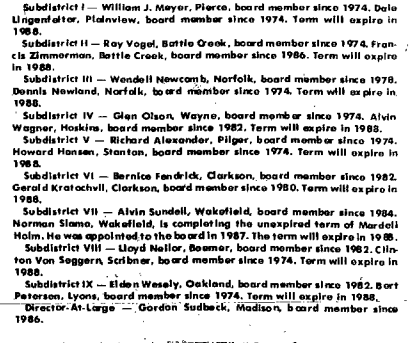 Subdistrict I — William J. Meyer, Pierce, board member since 1974. Dale
Lingenfelter, Plainview, board member since 1974. Term will expire in
1988.
Subdistrict II — Ray Vogel, Battle Creek, board member since 1974. Fran-
cis Zimmerman, Battle Creek, board member since 1986. Term will expire
in 1988.
Subdistrict III — Wendell Newcomb, Norfolk, board member since 1978.
Dennis Newland, Norfolk, board member since 1974. Term will expire in
1988.
Subdistrict IV — Glen Olson, Wayne, board member since 1974. Alvin
Wagner, Hoskins, board member since 1982. Term will expire in 1988.
Subdistrict V — Richard Alexander, Pilger, board member since 1974.
Howard Hansen, Stanton, board member since 1974. Term will expire in
1988.
Subdistrict VI — Bernice Fendrick, Clarkson, board member since 1982.
Gerald Kratochvil, Clarkson, board member since 1980. Term will expire in
1988.
Subdistrict VII — Alvin Sundell, Wakefield, board member since 1984.
Norman Slama, Wakefield, is completing the unexpired term of Mardell
Holm. He was appointed to the board in 1987. The term will expire in 1988.
Subdistrict VIII — Lloyd Nellor, Beemer, board member since 1982. Clin-
ton Von Seggern, Scribner, board member since 1974. Term will expire in
1988.
Subdistrict IX — Elden Wesely, Oakland, board member since 1982. Bert
Peterson, Lyons, board member since 1974. Term will expire in 1988.
Director-At-Large — Gordon Sudbeck, Madison, board member since
1986.